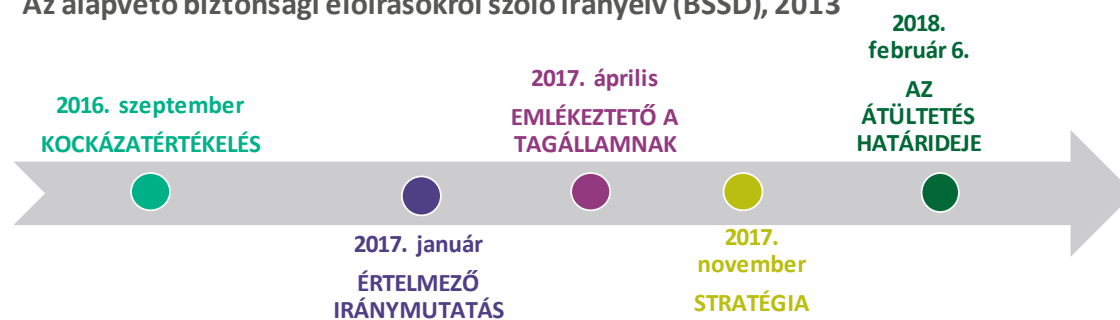 Az alapvető biztonsági előírásokról szóló irányelv (BSSD), 2013
2016. szeptember
KOCKÁZATÉRTÉKELÉS
2017. január
ÉRTELMEZŐ
IRÁNYMUTATÁS
2017. április
EMLÉKEZTETŐ A
TAGÁLLAMNAK
2017.
november
STRATÉGIA
2018.
február 6.
AZ
ÁTÜLTETÉS
HATÁRIDEJE